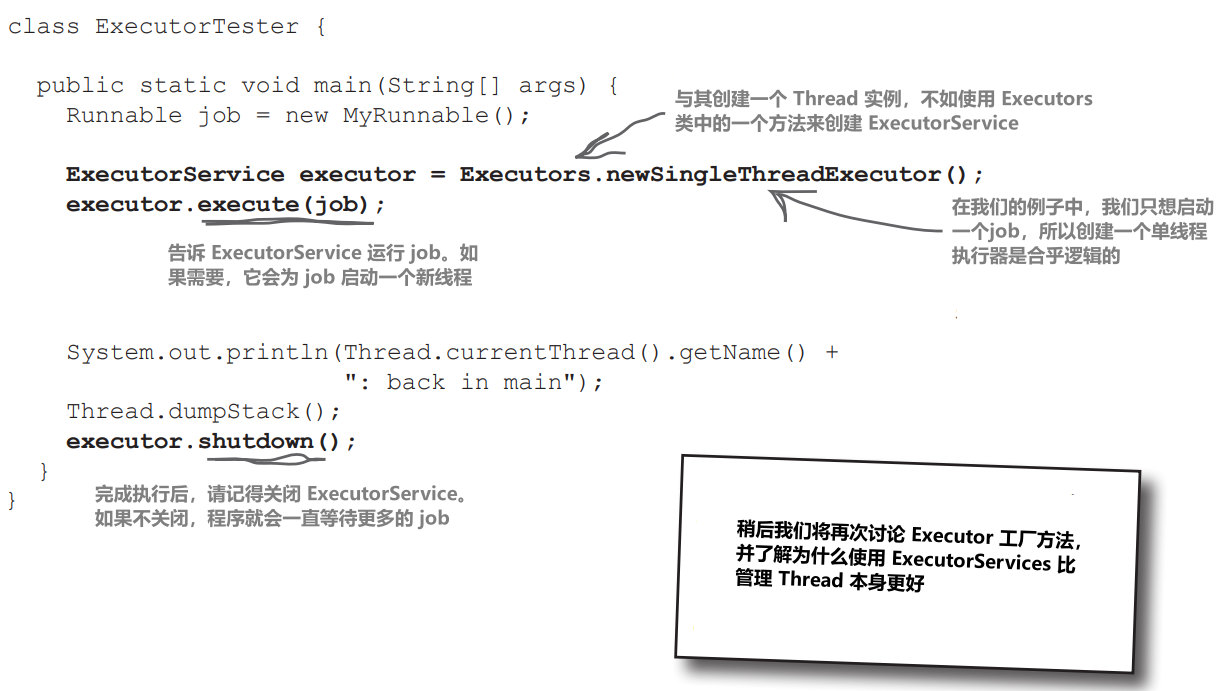 class ExecutorTester {
public static void main(String[] args) {
Runnable job = new MyRunnable();
与其创建一个 Thread 实例，不如使用 Executors
类中的一个方法来创建 ExecutorService
ExecutorService executor = Executors.newSingleThreadExecutor();
executor.execute(job);
在我们的例子中，我们只想启动
一个job，所以创建一个单线程
执行器是合乎逻辑的
告诉 ExecutorService 运行 job。如
果需要，它会为 job 启动一个新线程
System.out.println(Thread.currentThread().getName() +
": back in main");
Thread.dumpStack();
executor.shutdown();
}
}
完成执行后，请记得关闭 ExecutorService。
如果不关闭，程序就会一直等待更多的 job
稍后我们将再次讨论 Executor 工厂方法，
并了解为什么使用 ExecutorServices 比
管理 Thread 本身更好